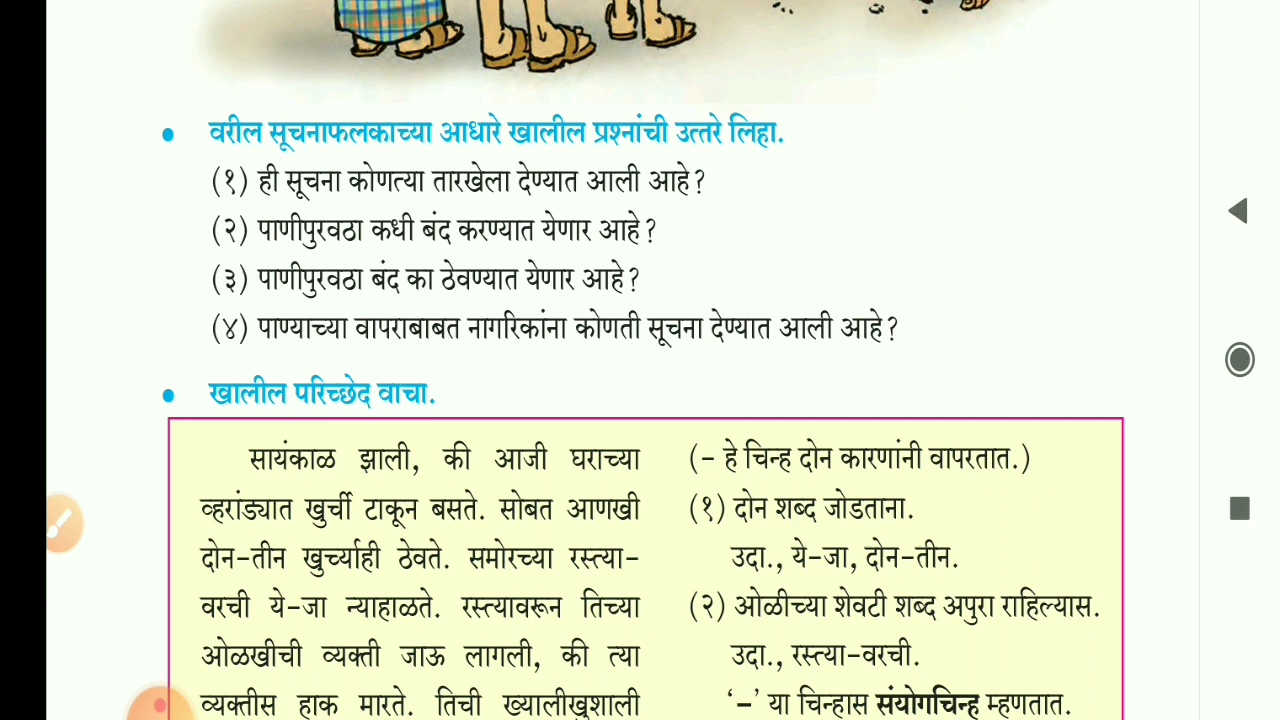 वरील सूचनाफलकाच्या आधारे खालील प्रश्नांची उत्तरे लिहा.
(१) ही सूचना कोणत्या तारखेला देण्यात आली आहे?
(२) पाणीपुरवठा कधी बंद करण्यात येणार आहे?
(३) पाणीपुरवठा बंद का ठेवण्यात येणार आहे?
(४) पाण्याच्या वापराबाबत नागरिकांना कोणती सूचना देण्यात आली आहे?
खालील परिच्छेद वाचा.
सायंकाळ झाली, की आजी घराच्या
व्हरांड्यात खुर्ची टाकून बसते. सोबत आणखी
दोन-तीन खुर्च्याही ठेवते. समोरच्या रस्त्या-
वरची ये-जा न्याहाळते. रस्त्यावरून तिच्या
ओळखीची व्यक्ती जाऊ लागली, की त्या
व्यक्तीस हाक मारते. तिची ख्यालीखुशाली
(- हे चिन्ह दोन कारणांनी वापरतात.)
(१) दोन शब्द जोडताना.
उदा., ये-जा, दोन-तीन.
(२) ओळीच्या शेवटी शब्द अपुरा राहिल्यास.
उदा., रस्त्या-वरची.
‘-’ या चिन्हास संयोगचिन्ह म्हणतात.